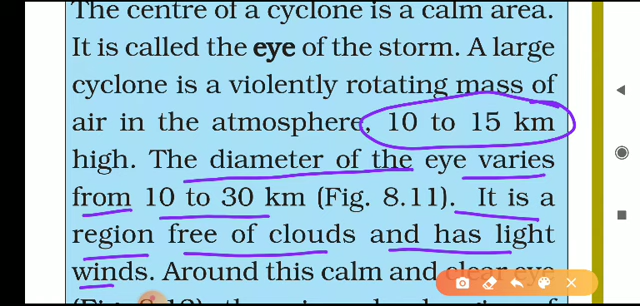 The centre of a cyclone is a calm area.
It is called the eye of the storm. A large
cyclone is a violently rotating mass of
air in the atmosphere, 10 to 15 km
high. The diameter of the eye varies
from 10 to 30 km (Fig. 8.11). It is a
region free of clouds and has light
winds. Around this calm and clear eye